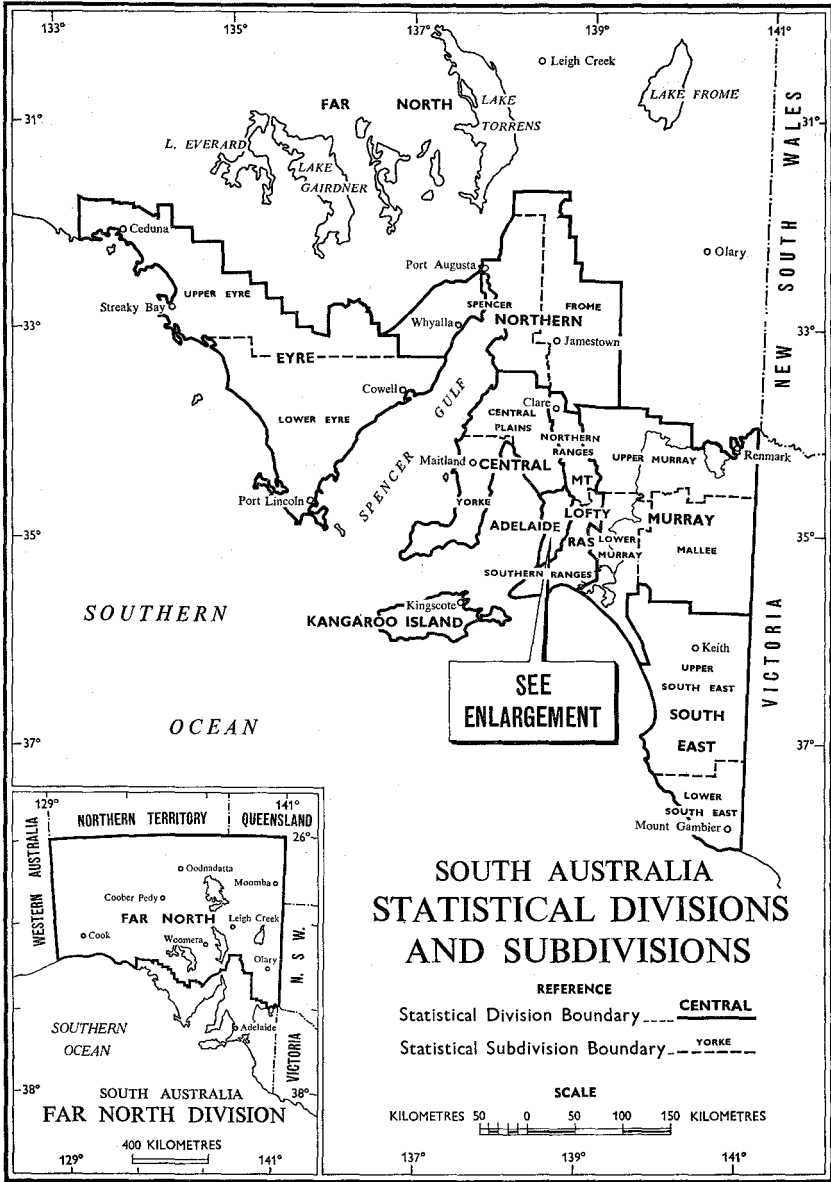 133° 135° 137° 139° 141°
Leigh Creek
LAKE FROME
FAR NORTH
LAKE TORRENS
31° 31°
L. EVERARD
LAKE GAIRDNER
NEW SOUTH WALES
Ceduna
Olary
Port Augusta
UPPER EYRE
SPENCER
FROME
Streaky Bay
NORTHERN
33° Whyalla 33°
Jamestown
EYRE
Cowell
Clare
LOWER EYRE
SPENCER GULF
CENTRAL PLAINS
NORTHERN RANGES
UPPER MURRAY
Renmark
Maitland
CENTRAL
MT LOFTY RAS
Port Lincoln
YORKE
ADELAIDE
MURRAY
35° 35°
LOWER MURRAY
MALLEE
SOUTHERN RANGES
Kingscote
KANGAROO ISLAND
SOUTHERN OCEAN
Keith
UPPER SOUTH EAST
SEE ENLARGEMENT
VICTORIA
SOUTH EAST
37° 37°
LOWER SOUTH EAST
Mount Gambier
129° 141°
NORTHERN TERRITORY QUEENSLAND
26°
WESTERN AUSTRALIA
Oodnadatta
Moomba
Coober Pedy
FAR NORTH
Leigh Creek
Cook
Woomera
Olary
N. S. W.
SOUTHERN OCEAN
Adelaide
VICTORIA
38° 38°
SOUTH AUSTRALIA
FAR NORTH DIVISION
400 KILOMETRES
129° 141°
SOUTH AUSTRALIA
STATISTICAL DIVISIONS
AND SUBDIVISIONS
REFERENCE
Statistical Division Boundary CENTRAL
Statistical Subdivision Boundary YORKE
SCALE
KILOMETRES 50 0 50 100 150 KILOMETRES
137° 139° 141°